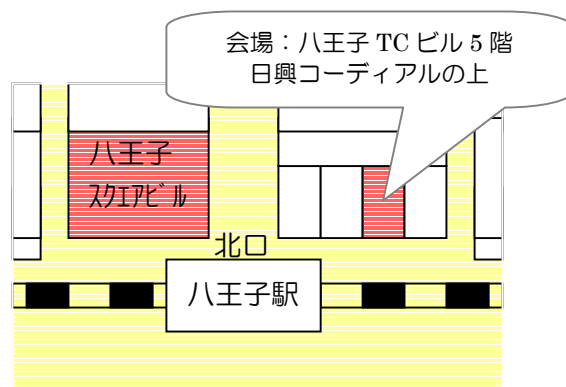 会場：八王子 TC ビル 5 階
日興コーディアルの上
八王子
ｽｸｴｱﾋﾞﾙ
北口
八王子駅